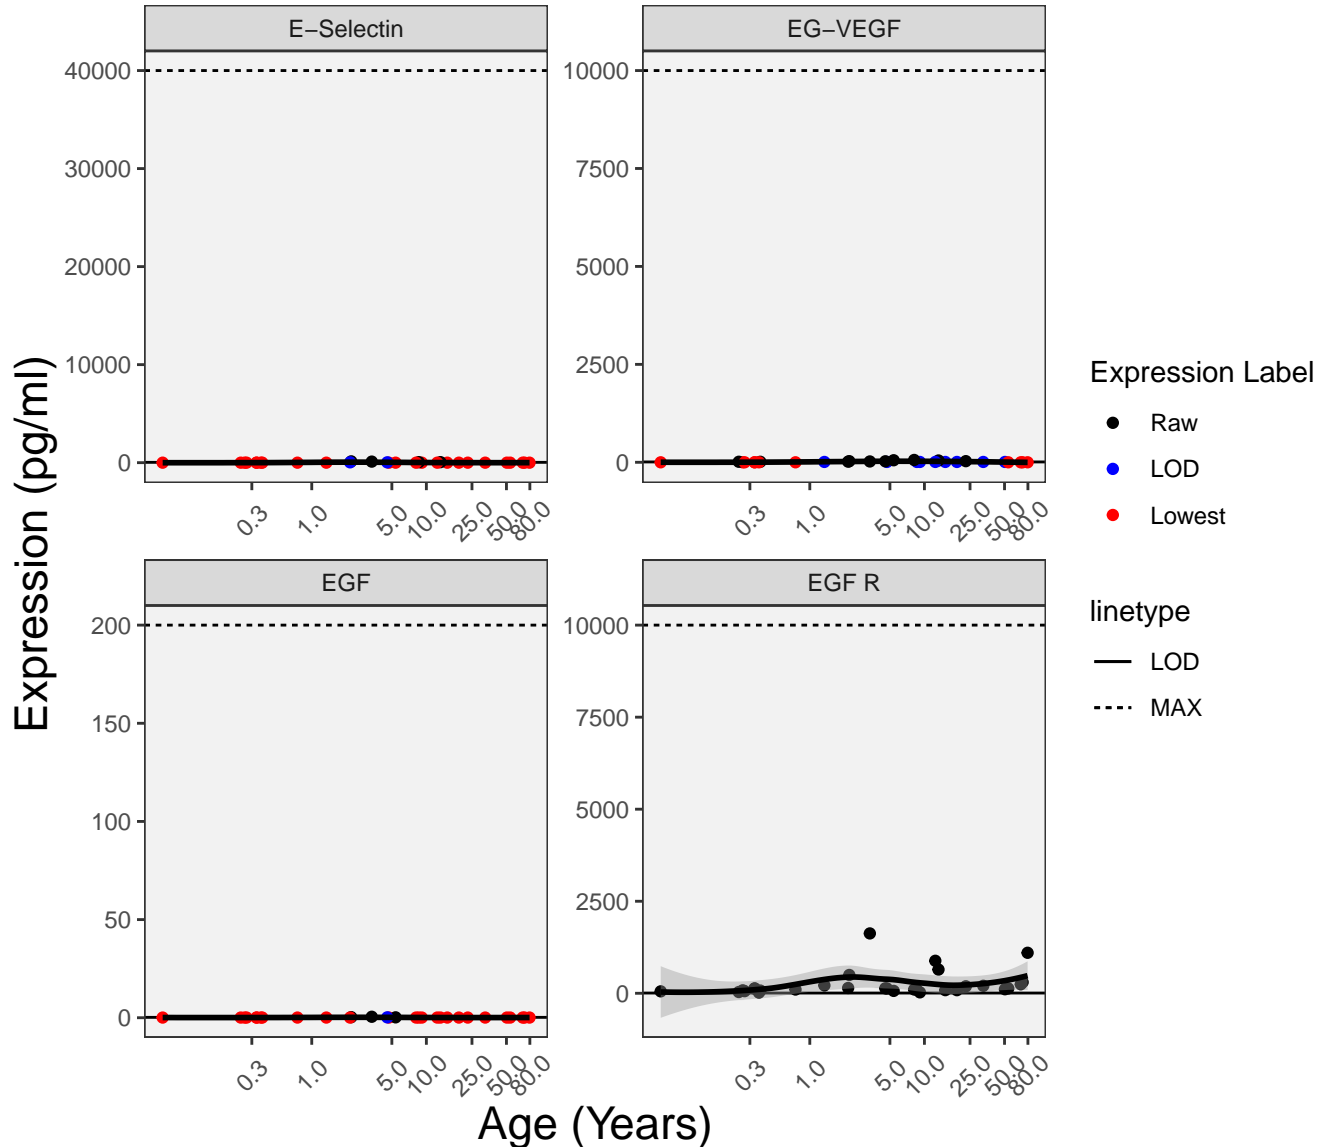 E−Selectin
EG−VEGF
40000
30000
20000
10000
0
10000
7500
5000
2500
0
0.3 1.0 5.0 10.0 25.0 50.0 80.0
0.3 1.0 5.0 10.0 25.0 50.0 80.0
EGF
EGF R
200
150
100
50
0
10000
7500
5000
2500
0
0.3 1.0 5.0 10.0 25.0 50.0 80.0
0.3 1.0 5.0 10.0 25.0 50.0 80.0
Expression (pg/ml)
Age (Years)
Expression Label
Raw
LOD
Lowest
linetype
LOD
MAX